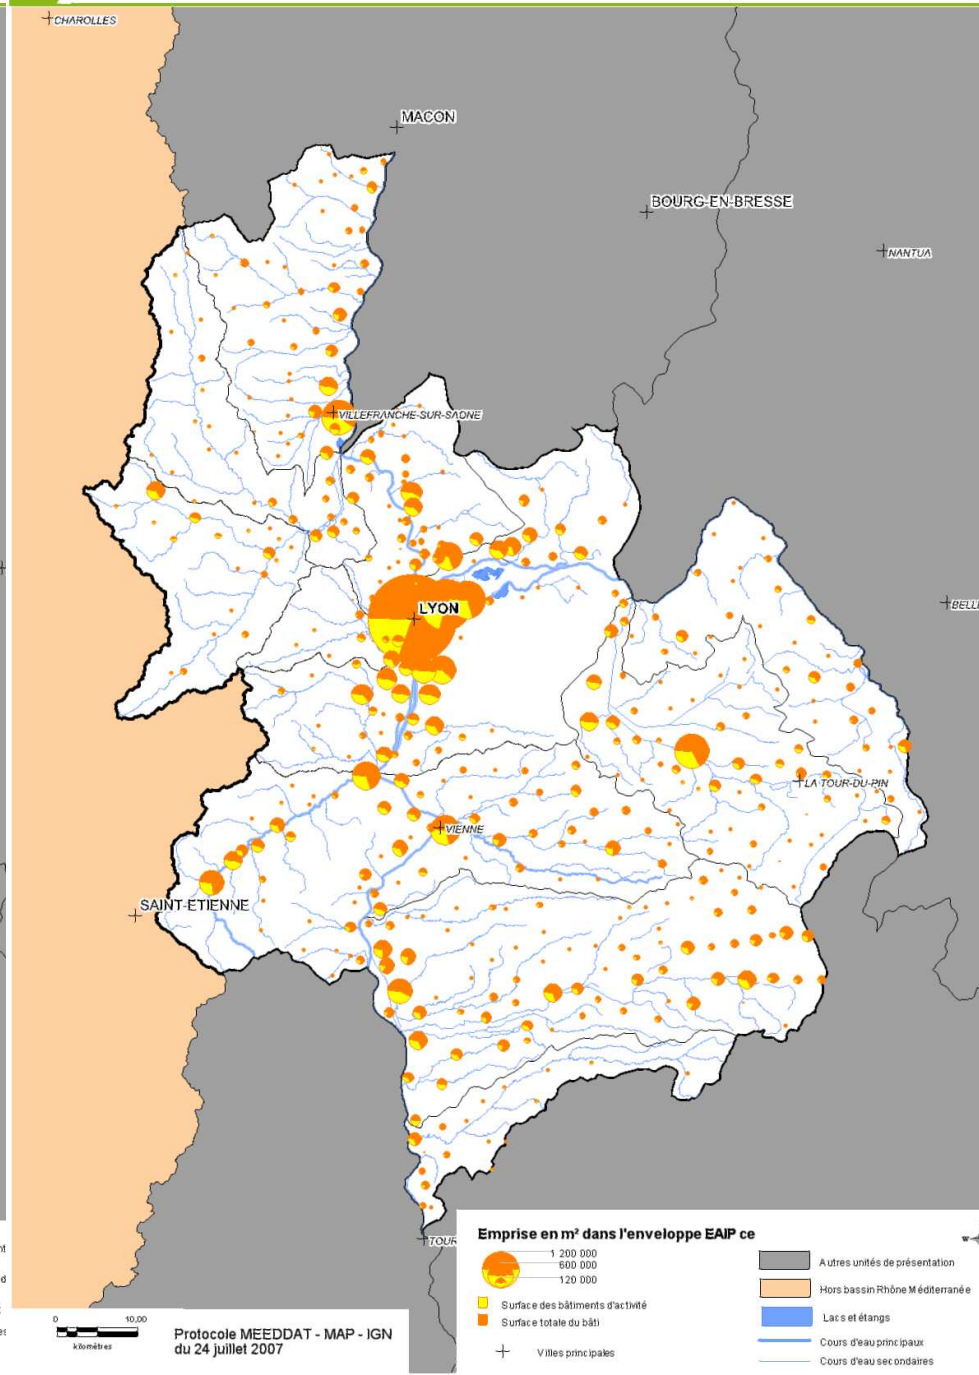 CHAROLLES
MACON
BOURG-EN-BRESSE
NANTUA
VILLEFRANCHE-SUR-SAONE
LYON
BELL
LA TOUR-DU-PIN
VIENNE
SAINT-ETIENNE
TOUR
Emprise en m² dans l'enveloppe EAIP ce
1 200 000
600 000
120 000
Surface des bâtiments d'activité
Surface totale du bâti
Villes principales
Autres unités de présentation
Hors bassin Rhône Méditerranée
Lacs et étangs
Cours d'eau principaux
Cours d'eau secondaires
W
nt
d
es
0 10,00
kilomètres
Protocole MEEDDAT - MAP - IGN
du 24 juillet 2007